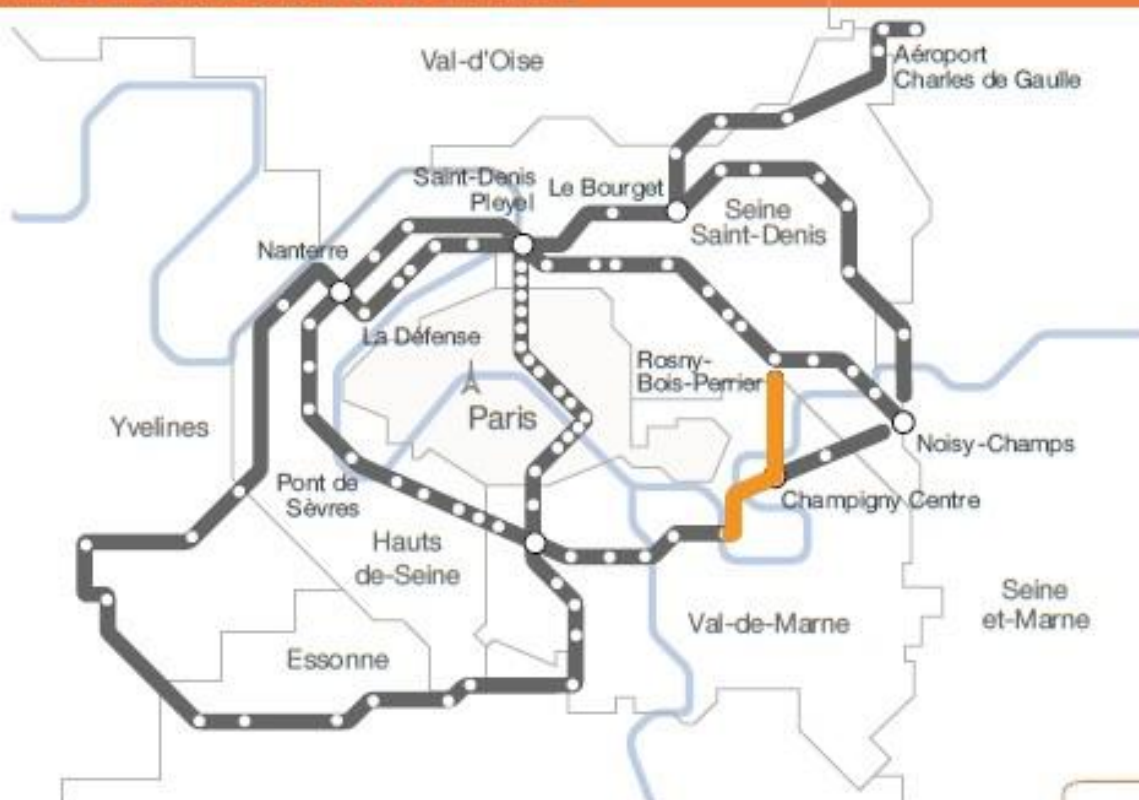 Val-d'Oise
Aéroport
Charles de Gaulle
Saint-Denis
Pleyel
Le Bourget
Seine
Saint-Denis
Nanterre
La Défense
Rosny-
Bois-Perrier
Paris
Yvelines
Noisy-Champs
Pont de
Sèvres
Champigny Centre
Hauts
de-Seine
Seine
et-Marne
Val-de-Marne
Essonne